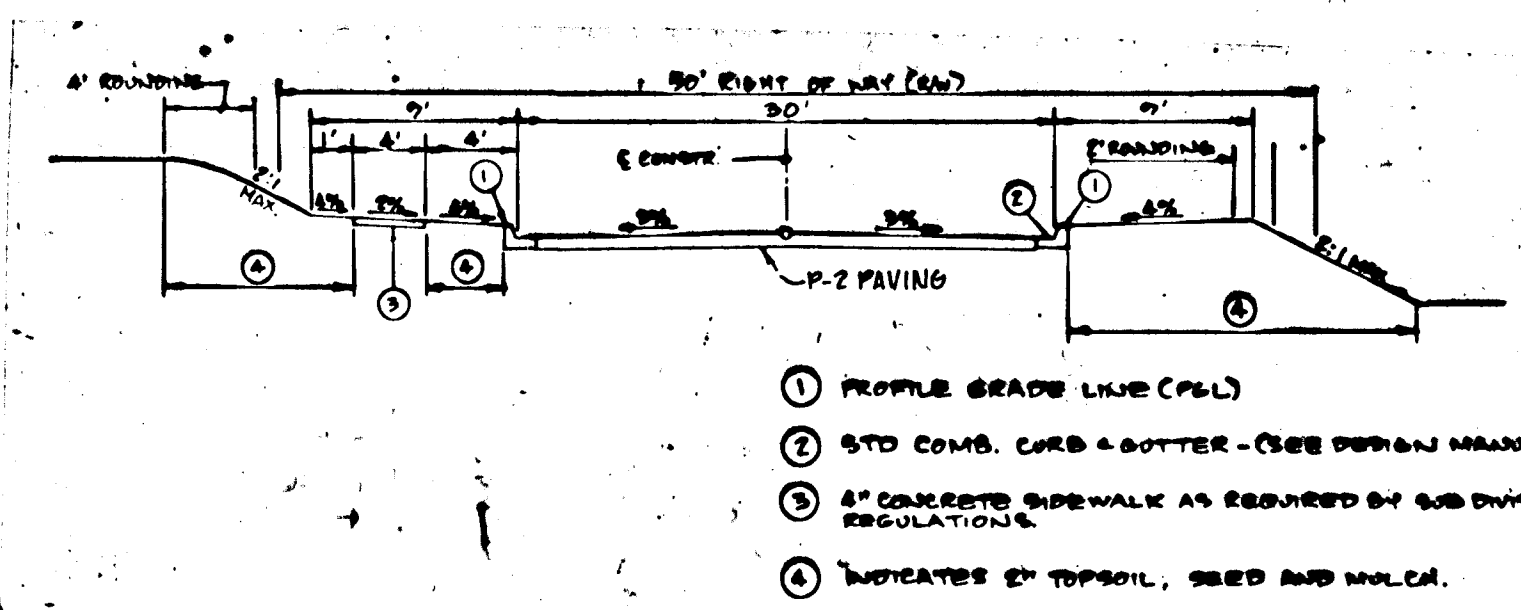 4' ROUNDING
50' RIGHT OF WAY (R/W)
9'
30'
9'
1'
4'
4'
℄ CONSTR.
2' ROUNDING
1
2
1
2:1
MAX.
4%
2%
4%
3%
3%
4%
2:1 MAX
4
4
3
P-2 PAVING
4
1 PROFILE GRADE LINE (PGL)
2 STD COMB. CURB & GUTTER - (SEE DESIGN
3 4" CONCRETE SIDEWALK AS REQUIRED BY
REGULATIONS.
4 INDICATES 2" TOPSOIL, SEED AND MULCH.